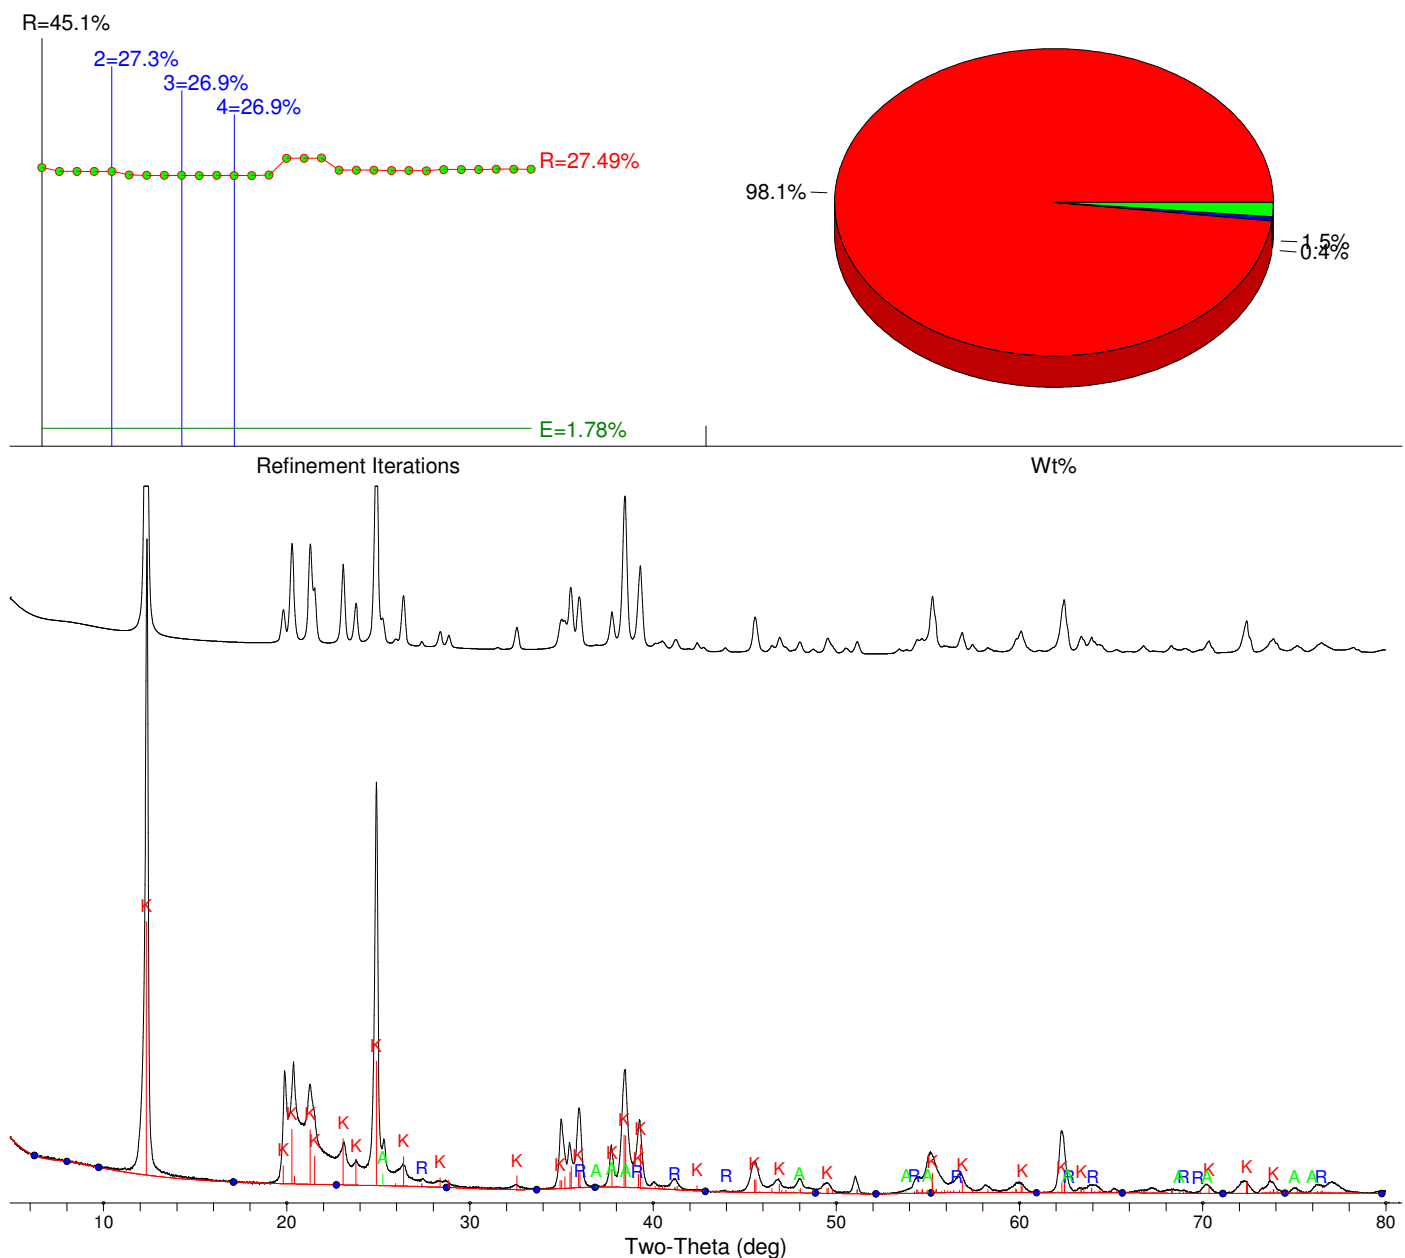 R=45.1%
2=27.3%
3=26.9%
4=26.9%
R=27.49%
E=1.78%
98.1%
1.5%
0.4%
Refinement Iterations
Wt%
K
K
K K
K
K
K
K
K
A
K
R
K
K
K
K
R
A
K
A
A
K
K
K
R
R
K
R
K
K
A
K
A
R
A
K
R
K
K
K
R
K
R
A
R
R
A
K
K
K
A
A
R
10 20 30 40 50 60 70 80
Two-Theta (deg)